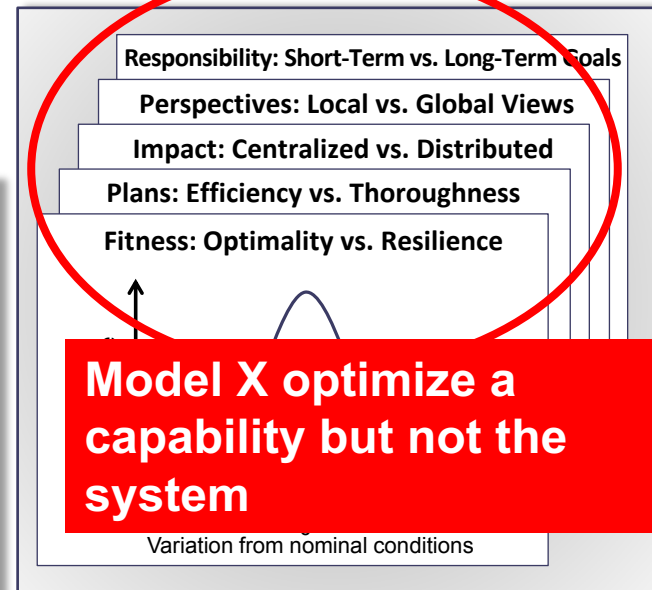 Responsibility: Short-Term vs. Long-Term Goals
Perspectives: Local vs. Global Views
Impact: Centralized vs. Distributed
Plans: Efficiency vs. Thoroughness
Fitness: Optimality vs. Resilience
Model X optimize a
capability but not the
system
Variation from nominal conditions